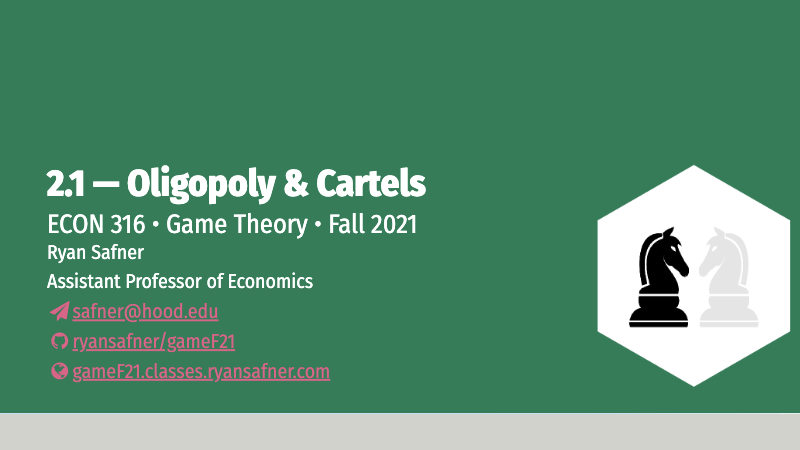 2.1 — Oligopoly & Cartels
ECON 316 • Game Theory • Fall 2021
Ryan Safner
Assistant Professor of Economics
safner@hood.edu
ryansafner/gameF21
gameF21.classes.ryansafner.com